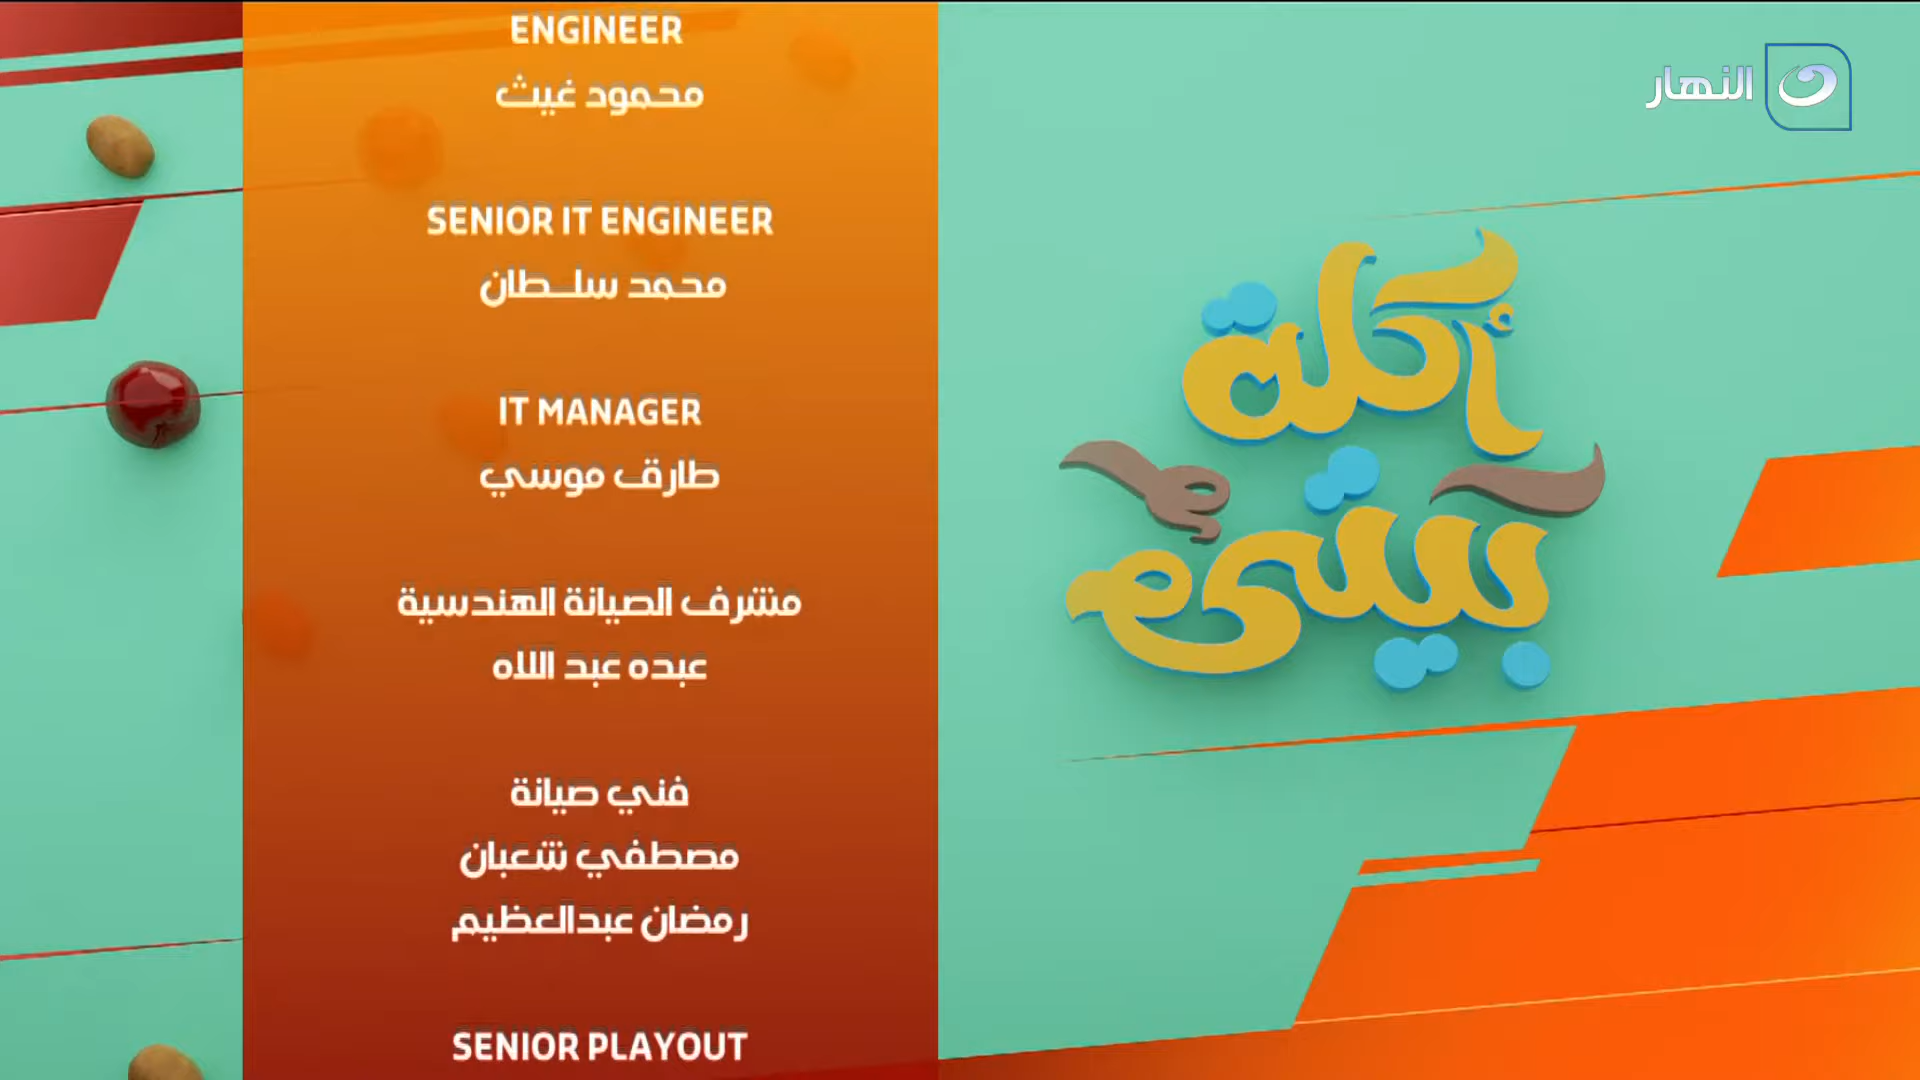 ENGINEER
محمود غيث
SENIOR IT ENGINEER
محمد سلـطان
IT MANAGER
طارق موسي
مشرف الصيانة الهندسية
عبده عبد اللاه
فني صيانة
مصطفي شعبان
رمضان عبدالعظيم
SENIOR PLAYOUT
النهار
أكلة
بيتي